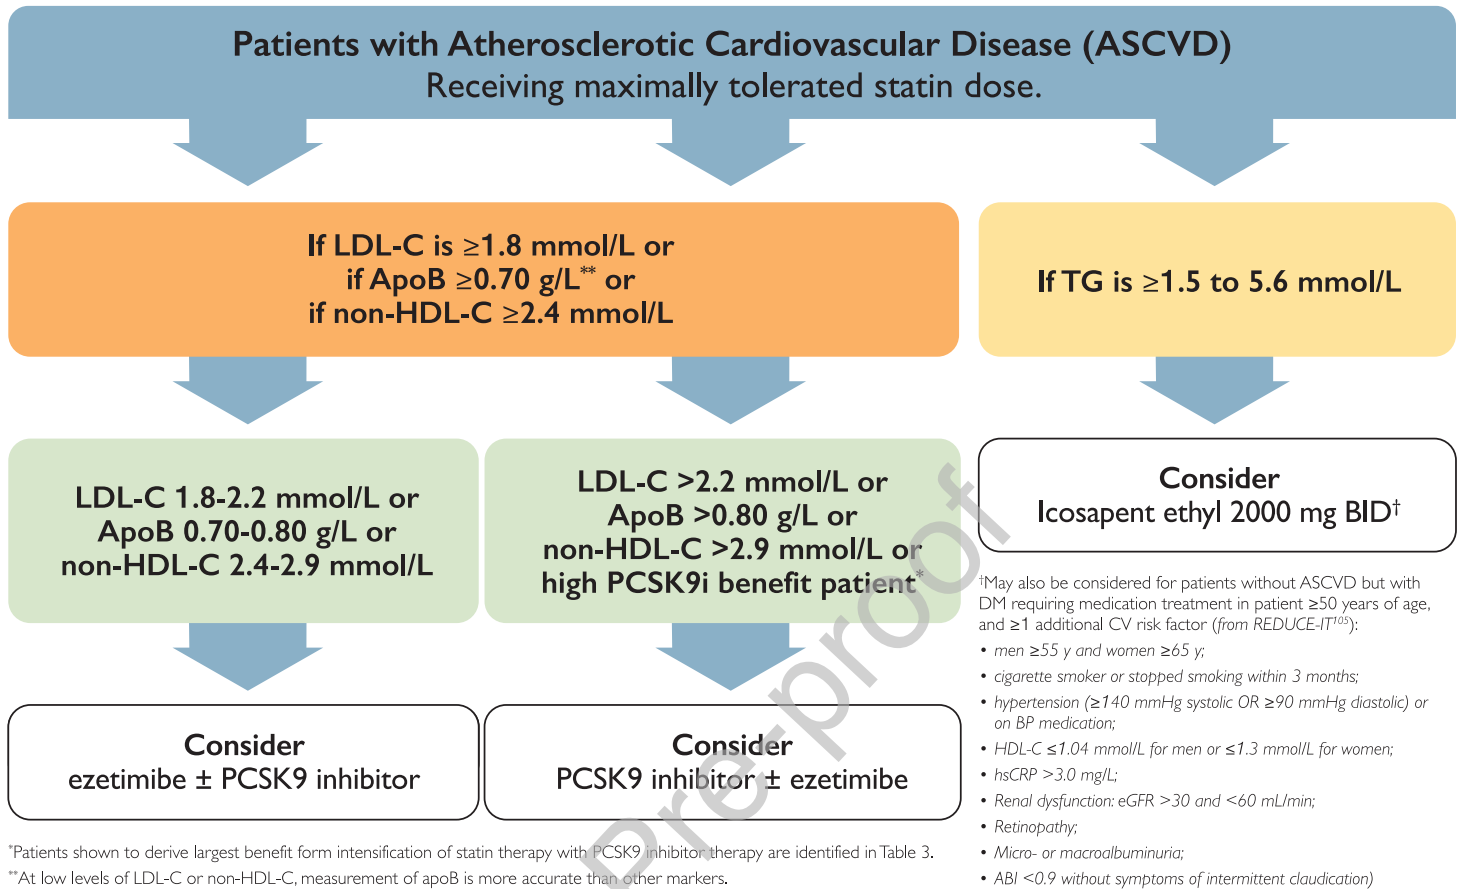 Patients with Atherosclerotic Cardiovascular Disease (ASCVD)
Receiving maximally tolerated statin dose.
If LDL-C is ≥1.8 mmol/L or
if ApoB ≥0.70 g/L** or
if non-HDL-C ≥2.4 mmol/L
If TG is ≥1.5 to 5.6 mmol/L
LDL-C 1.8-2.2 mmol/L or
ApoB 0.70-0.80 g/L or
non-HDL-C 2.4-2.9 mmol/L
LDL-C >2.2 mmol/L or
ApoB >0.80 g/L or
non-HDL-C >2.9 mmol/L or
high PCSK9i benefit patient*
Consider
Icosapent ethyl 2000 mg BID†
Consider
ezetimibe ± PCSK9 inhibitor
Consider
PCSK9 inhibitor ± ezetimibe
†May also be considered for patients without ASCVD but with
DM requiring medication treatment in patient ≥50 years of age,
and ≥1 additional CV risk factor (from REDUCE-IT105):
• men ≥55 y and women ≥65 y;
• cigarette smoker or stopped smoking within 3 months;
• hypertension (≥140 mmHg systolic OR ≥90 mmHg diastolic) or
on BP medication;
• HDL-C ≤1.04 mmol/L for men or ≤1.3 mmol/L for women;
• hsCRP >3.0 mg/L;
• Renal dysfunction: eGFR >30 and <60 mL/min;
• Retinopathy;
• Micro- or macroalbuminuria;
• ABI <0.9 without symptoms of intermittent claudication)
*Patients shown to derive largest benefit form intensification of statin therapy with PCSK9 inhibitor therapy are identified in Table 3.
**At low levels of LDL-C or non-HDL-C, measurement of apoB is more accurate than other markers.
Pre-proof